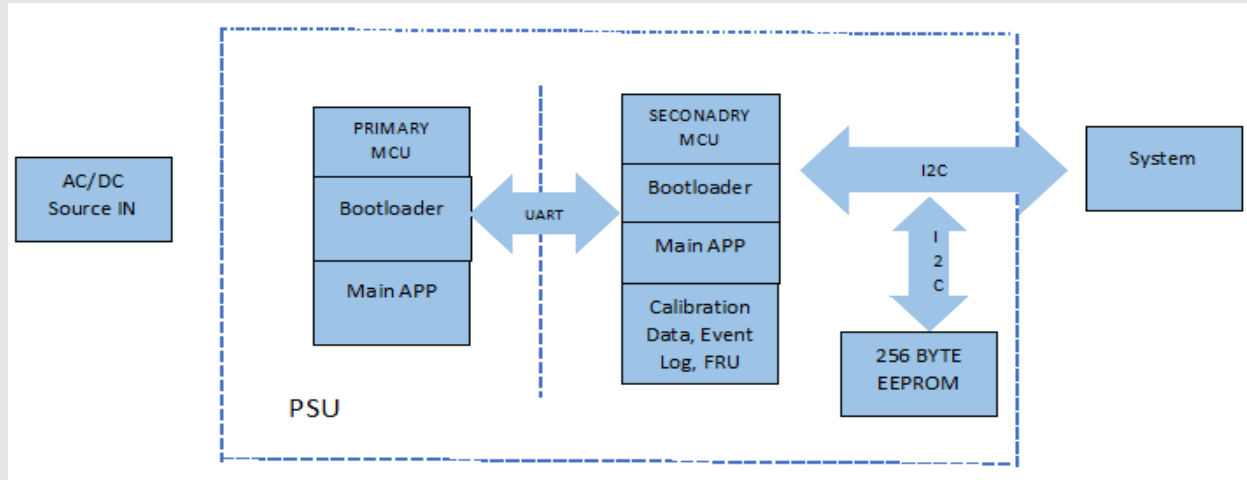 AC/DC
Source IN
PRIMARY
MCU
Bootloader
Main APP
UART
SECONADRY
MCU
Bootloader
Main APP
Calibration
Data, Event
Log, FRU
I2C
I
2
C
256 BYTE
EEPROM
System
PSU